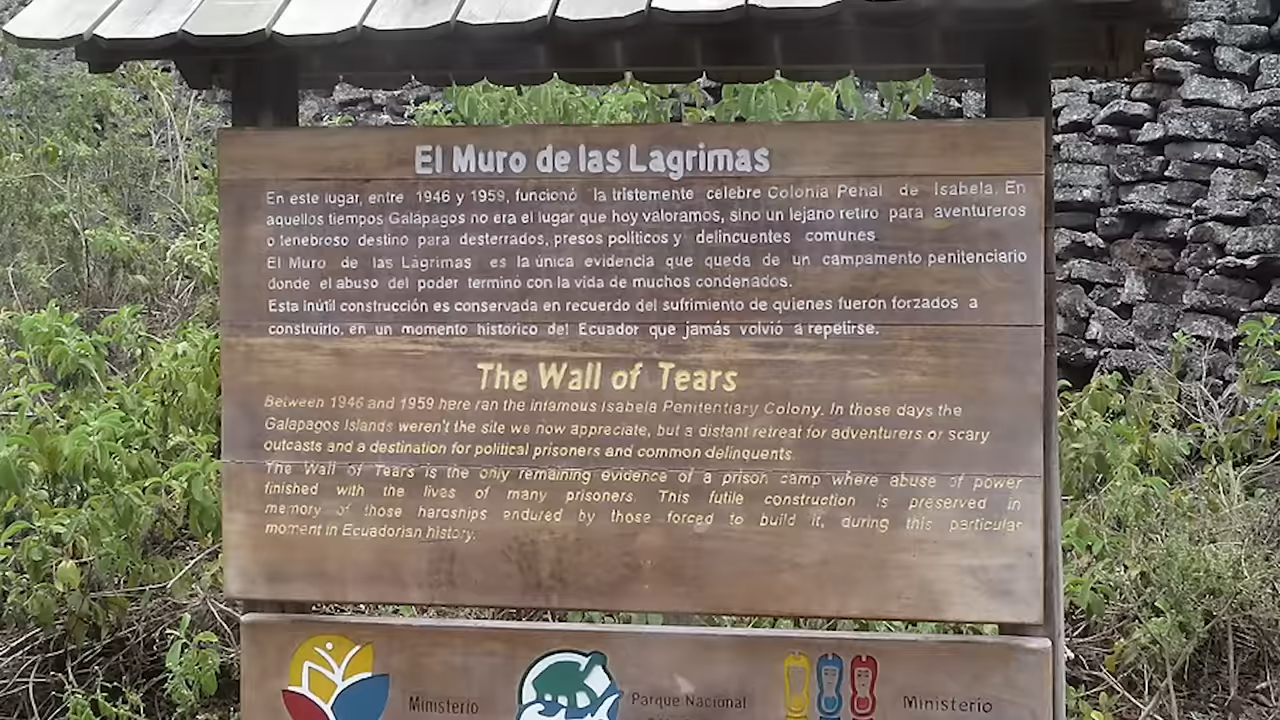 El Muro de las Lagrimas
En este lugar, entre 1946 y 1959, funcionó la tristemente celebre Colonia Penal de Isabela. En
aquellos tiempos Galápagos no era el lugar que hoy valoramos, sino un lejano retiro para aventureros
o tenebroso destino para desterrados, presos políticos y delincuentes comunes.
El Muro de las Lágrimas es la única evidencia que queda de un campamento penitenciario
donde el abuso del poder terminó con la vida de muchos condenados.
Esta inútil construcción es conservada en recuerdo del sufrimiento de quienes fueron forzados a
construirlo, en un momento histórico del Ecuador que jamás volvió a repetirse.
The Wall of Tears
Between 1946 and 1959 here ran the infamous Isabela Penitentiary Colony. In those days the
Galapagos Islands weren't the site we now appreciate, but a distant retreat for adventurers or scary
outcasts and a destination for political prisoners and common delinquents.
The Wall of Tears is the only remaining evidence of a prison camp where abuse of power
finished with the lives of many prisoners. This futile construction is preserved in
memory of those hardships endured by those forced to build it, during this particular
moment in Ecuadorian history.
Ministerio Parque Nacional Ministerio